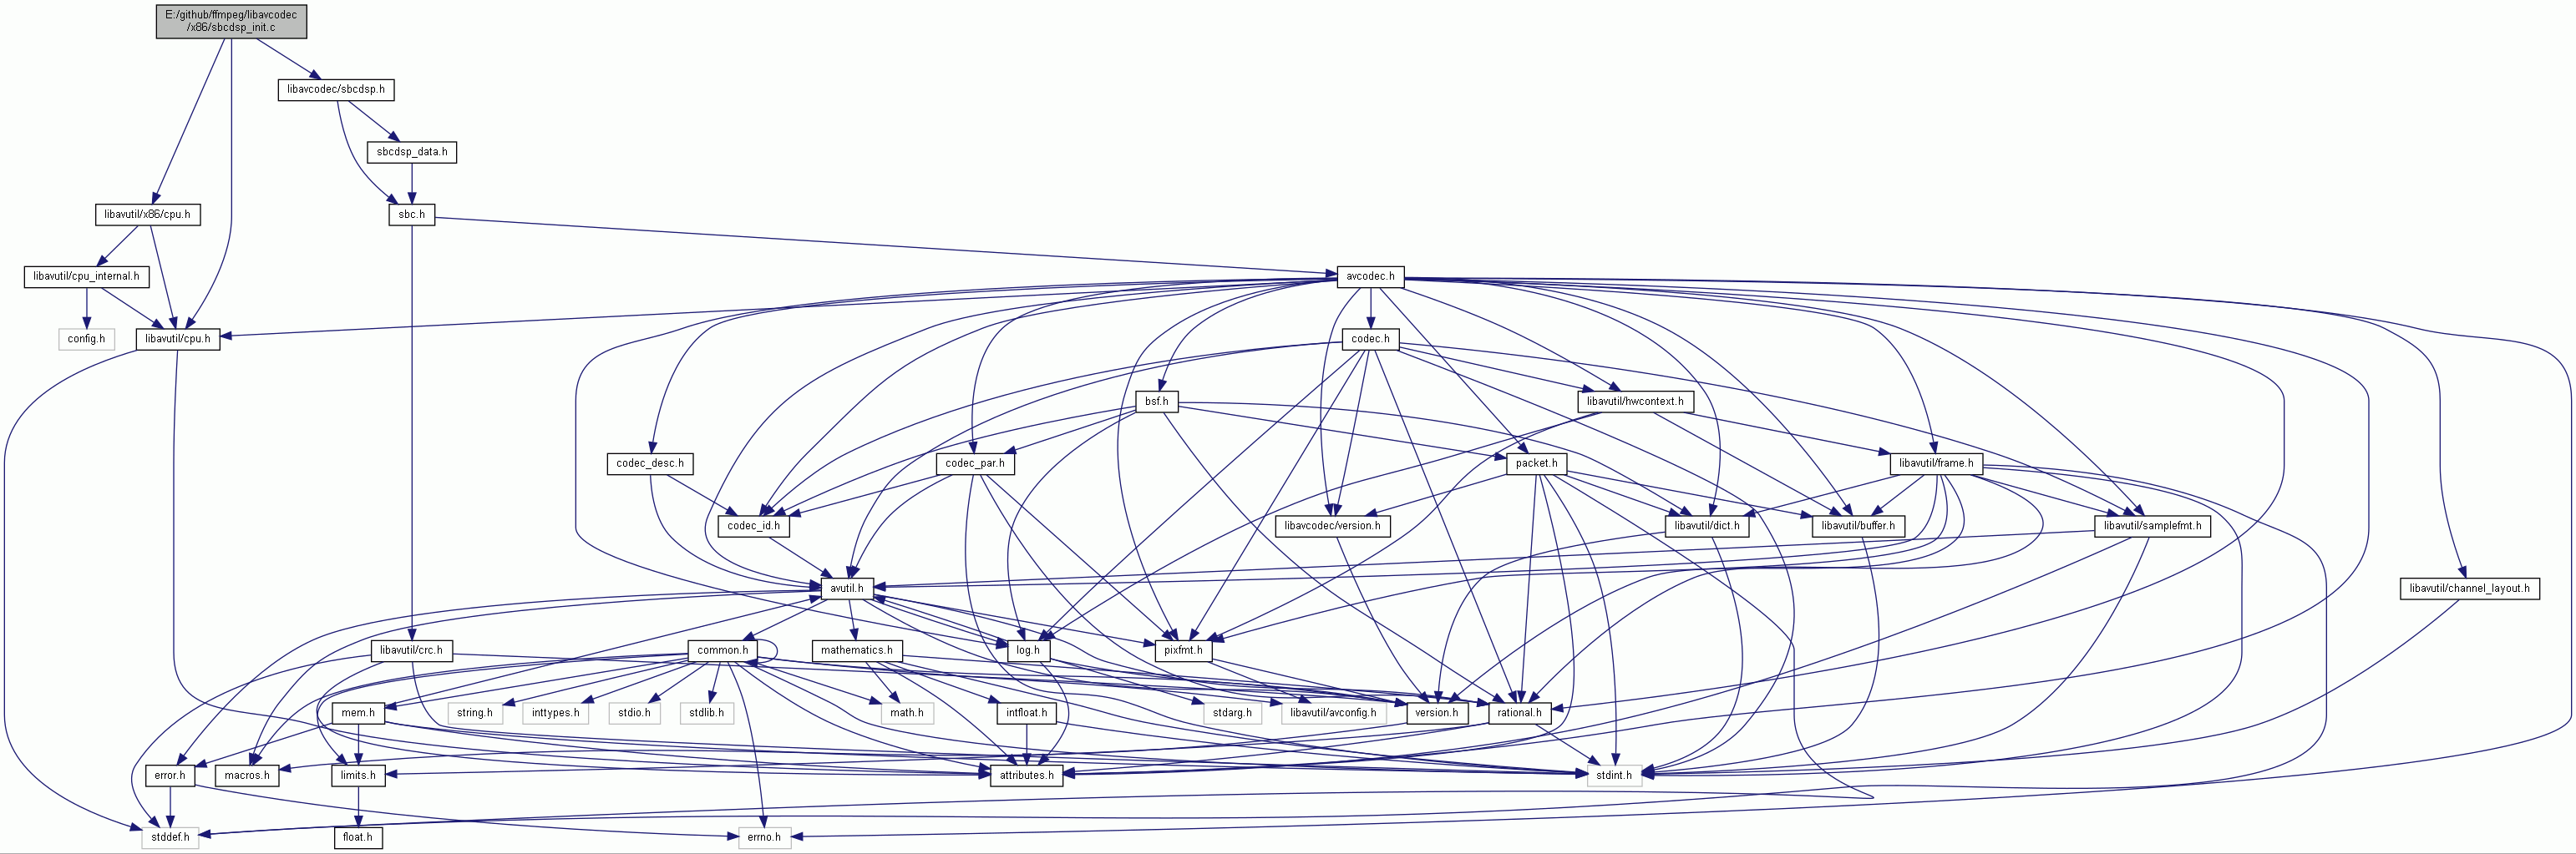 E:/github/ffmpeg/libavcodec
/x86/sbcdsp_init.c
libavcodec/sbcdsp.h
sbcdsp_data.h
libavutil/x86/cpu.h
sbc.h
libavutil/cpu_internal.h
avcodec.h
config.h
libavutil/cpu.h
codec.h
bsf.h
libavutil/hwcontext.h
codec_desc.h
codec_par.h
packet.h
libavutil/frame.h
codec_id.h
libavcodec/version.h
libavutil/dict.h
libavutil/buffer.h
libavutil/samplefmt.h
avutil.h
libavutil/channel_layout.h
libavutil/crc.h
common.h
mathematics.h
log.h
pixfmt.h
mem.h
string.h
inttypes.h
stdio.h
stdlib.h
math.h
intfloat.h
stdarg.h
libavutil/avconfig.h
version.h
rational.h
error.h
macros.h
limits.h
attributes.h
stdint.h
stddef.h
float.h
errno.h